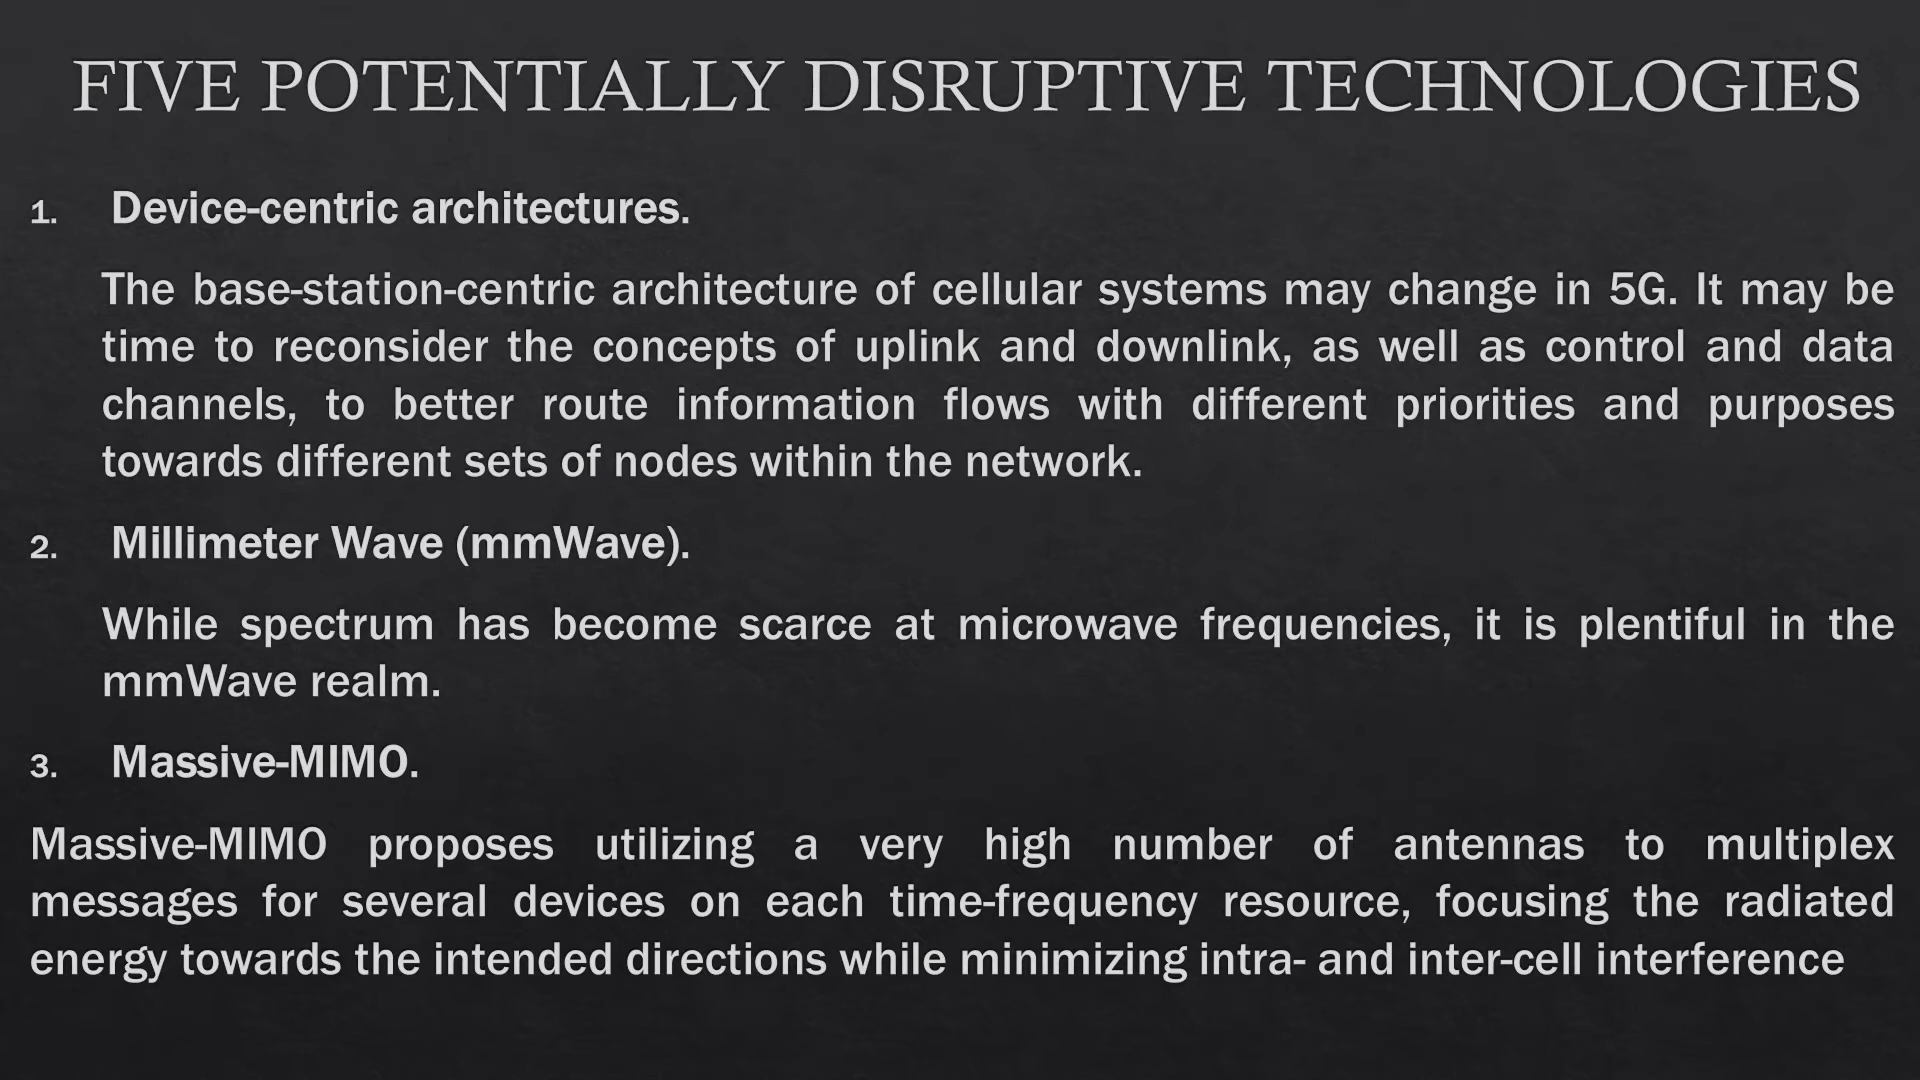 FIVE POTENTIALLY DISRUPTIVE TECHNOLOGIES
1. Device-centric architectures.
The base-station-centric architecture of cellular systems may change in 5G. It may be
time to reconsider the concepts of uplink and downlink, as well as control and data
channels, to better route information flows with different priorities and purposes
towards different sets of nodes within the network.
2. Millimeter Wave (mmWave).
While spectrum has become scarce at microwave frequencies, it is plentiful in the
mmWave realm.
3. Massive-MIMO.
Massive-MIMO proposes utilizing a very high number of antennas to multiplex
messages for several devices on each time-frequency resource, focusing the radiated
energy towards the intended directions while minimizing intra- and inter-cell interference